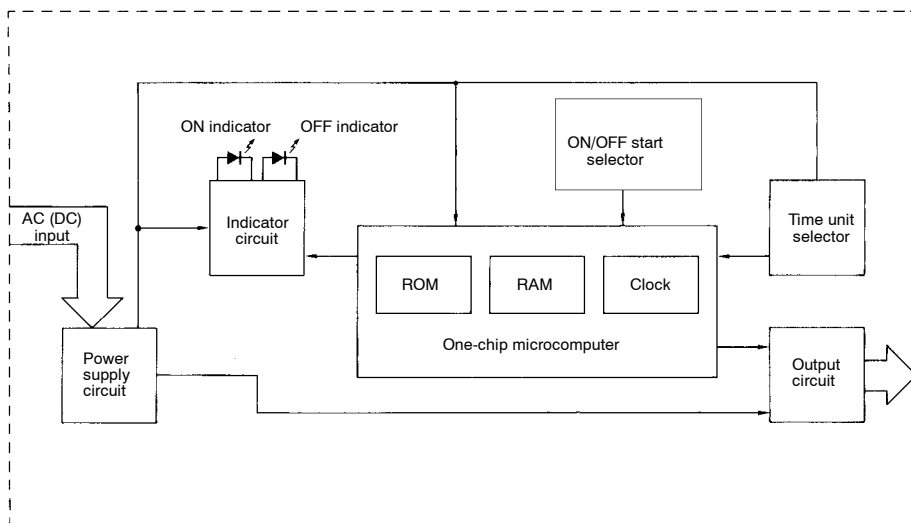 ON indicator
OFF indicator
ON/OFF start
selector
AC (DC)
input
Indicator
circuit
Time unit
selector
ROM
RAM
Clock
One-chip microcomputer
Power
supply
circuit
Output
circuit